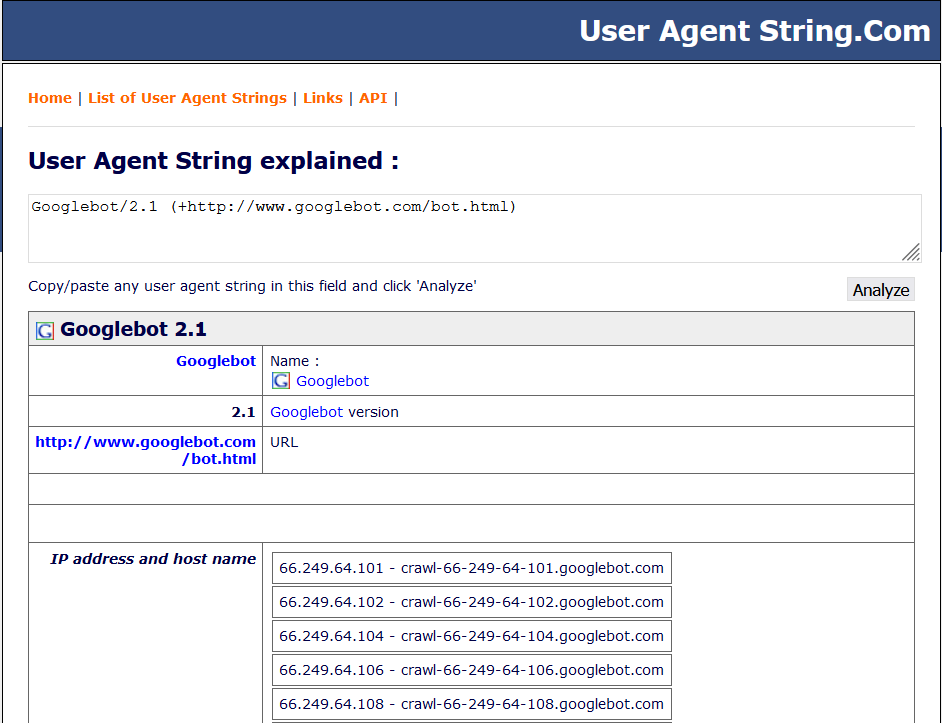 User Agent String.Com
Home | List of User Agent Strings | Links | API |
User Agent String explained :
Googlebot/2.1 (+http://www.googlebot.com/bot.html)
Copy/paste any user agent string in this field and click 'Analyze'
Analyze
Googlebot 2.1
Googlebot
Name :
Googlebot
2.1
Googlebot version
http://www.googlebot.com
/bot.html
URL
IP address and host name
66.249.64.101 - crawl-66-249-64-101.googlebot.com
66.249.64.102 - crawl-66-249-64-102.googlebot.com
66.249.64.104 - crawl-66-249-64-104.googlebot.com
66.249.64.106 - crawl-66-249-64-106.googlebot.com
66.249.64.108 - crawl-66-249-64-108.googlebot.com